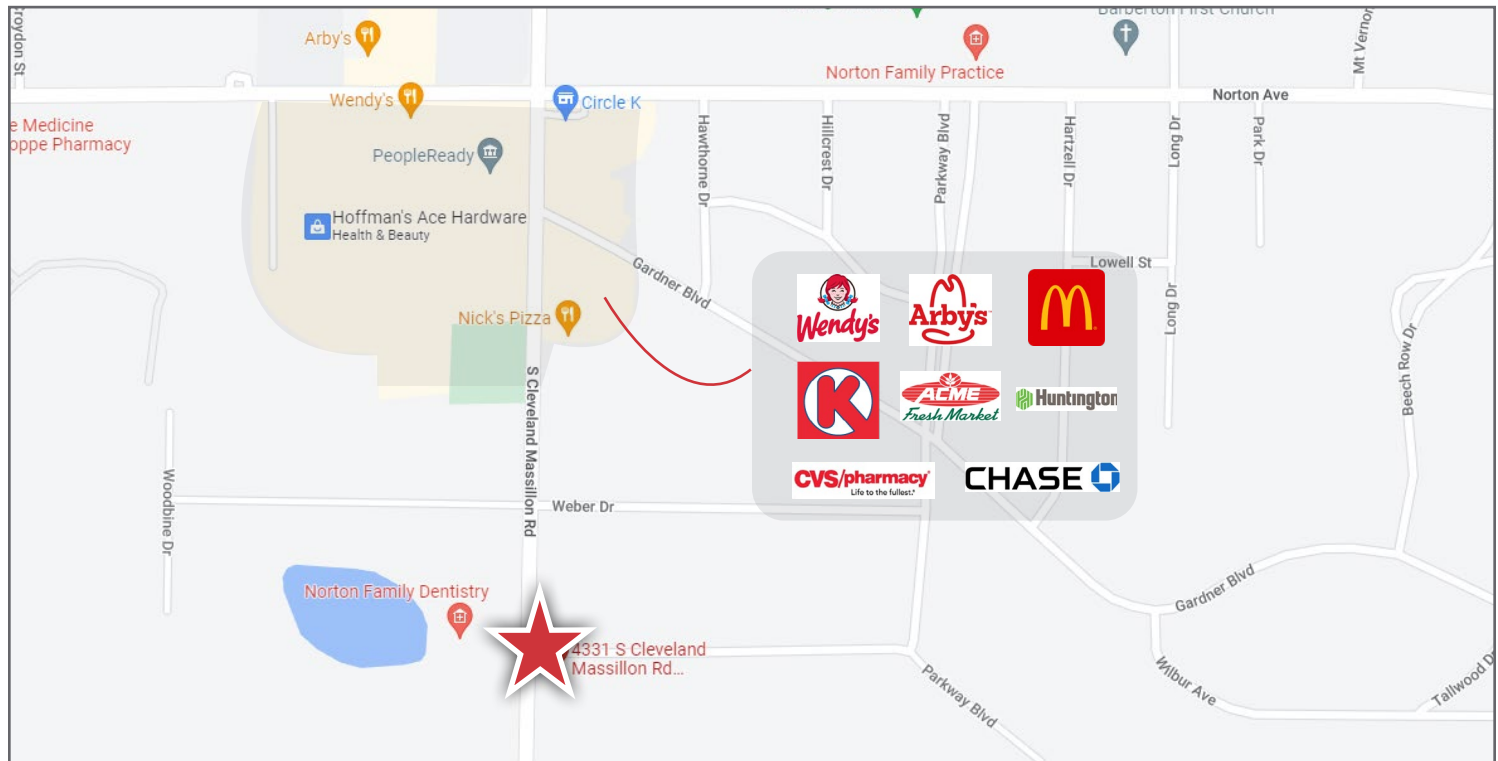 Croydon St
Arby's
Barberton First Church
Mt Vernon
Norton Family Practice
Wendy's
Circle K
Norton Ave
e Medicine
oppe Pharmacy
PeopleReady
Hawthorne Dr
Hillcrest Dr
Parkway Blvd
Hartzell Dr
Long Dr
Park Dr
Hoffman's Ace Hardware
Health & Beauty
Gardner Blvd
Lowell St
Long Dr
Nick's Pizza
Wendy's
Arby's
K
ACME
Fresh Market
Huntington
CVS/pharmacy
Life to the fullest.
CHASE
Beech Row Dr
S Cleveland Massillon Rd
Woodbine Dr
Weber Dr
Norton Family Dentistry
4331 S Cleveland
Massillon Rd...
Gardner Blvd
Parkway Blvd
Wilbur Ave
Tallwood Dr